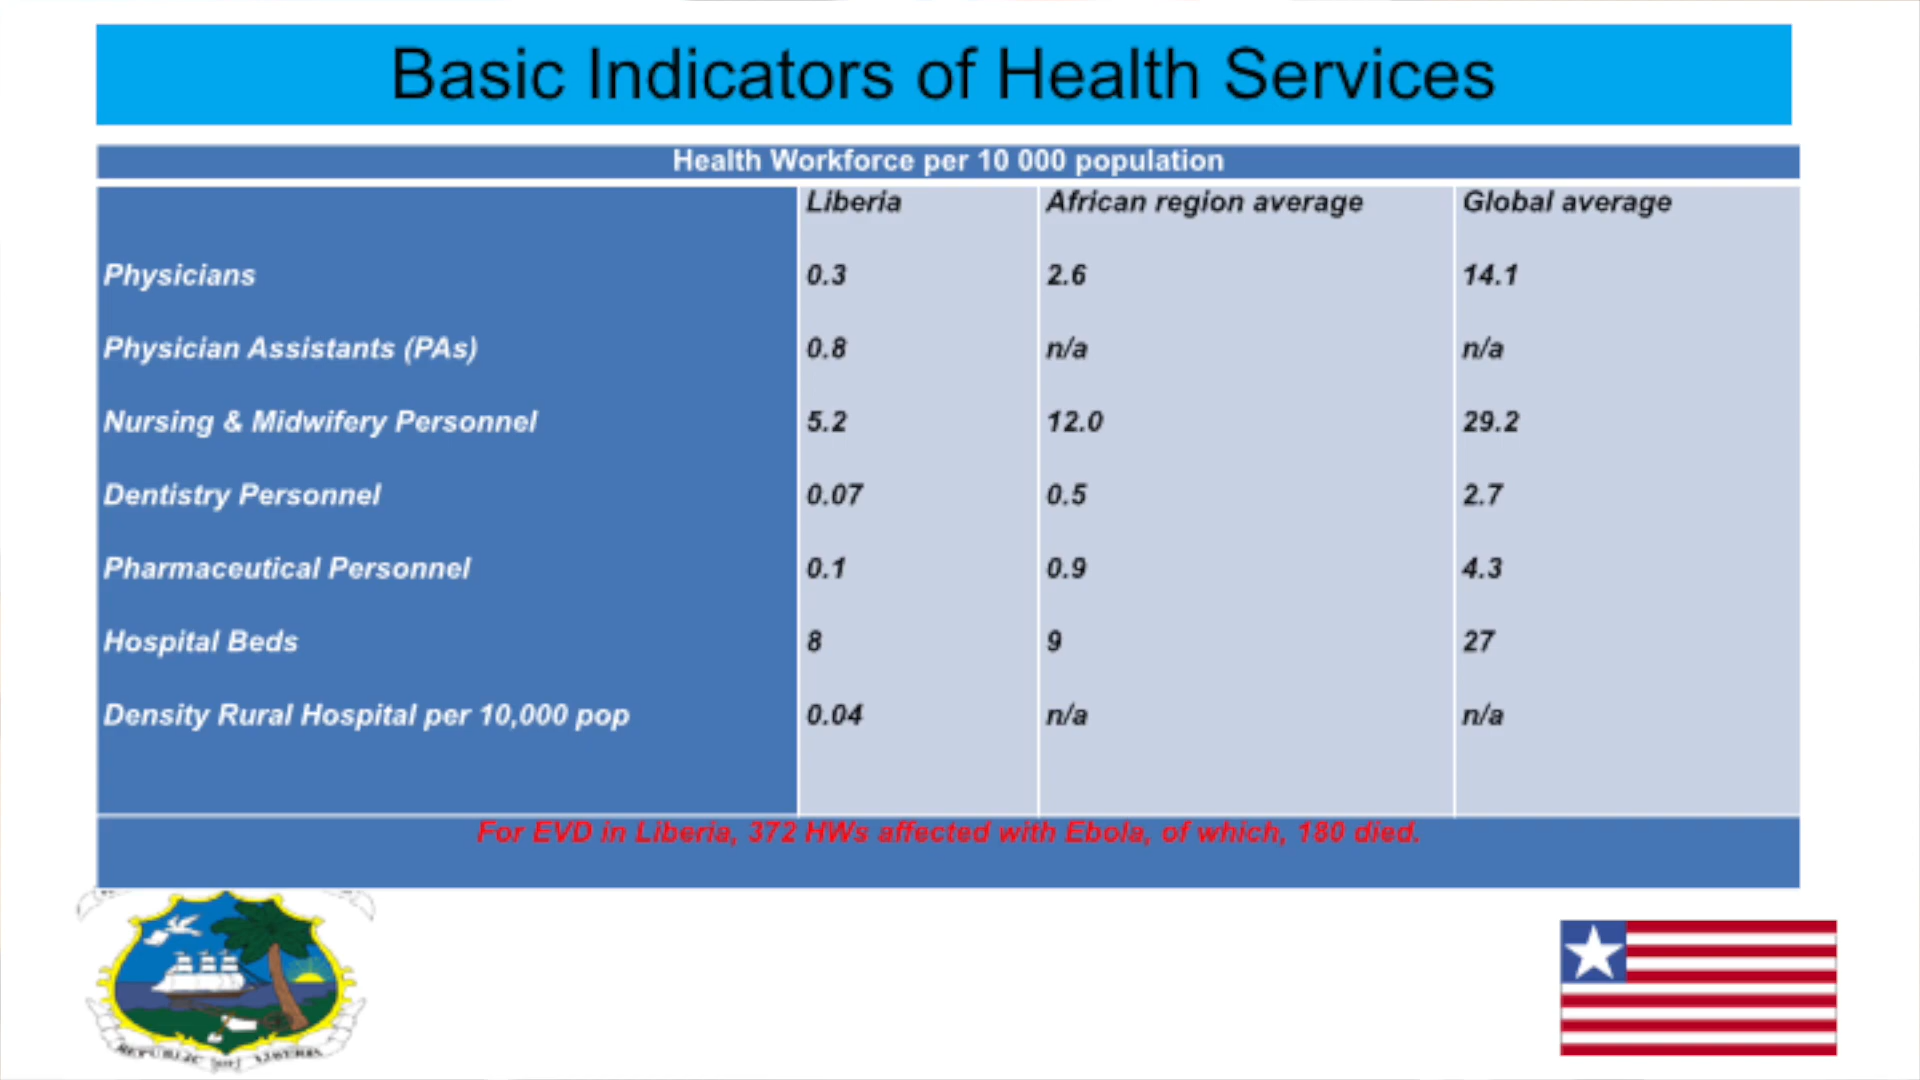 Basic Indicators of Health Services
Health Workforce per 10 000 population
Liberia African region average Global average
Physicians 0.3 2.6 14.1
Physician Assistants (PAs) 0.8 n/a n/a
Nursing & Midwifery Personnel 5.2 12.0 29.2
Dentistry Personnel 0.07 0.5 2.7
Pharmaceutical Personnel 0.1 0.9 4.3
Hospital Beds 8 9 27
Density Rural Hospital per 10,000 pop 0.04 n/a n/a
For EVD in Liberia, 372 HWs affected with Ebola, of which, 180 died.
REPUBLIC [OF] LIBERIA